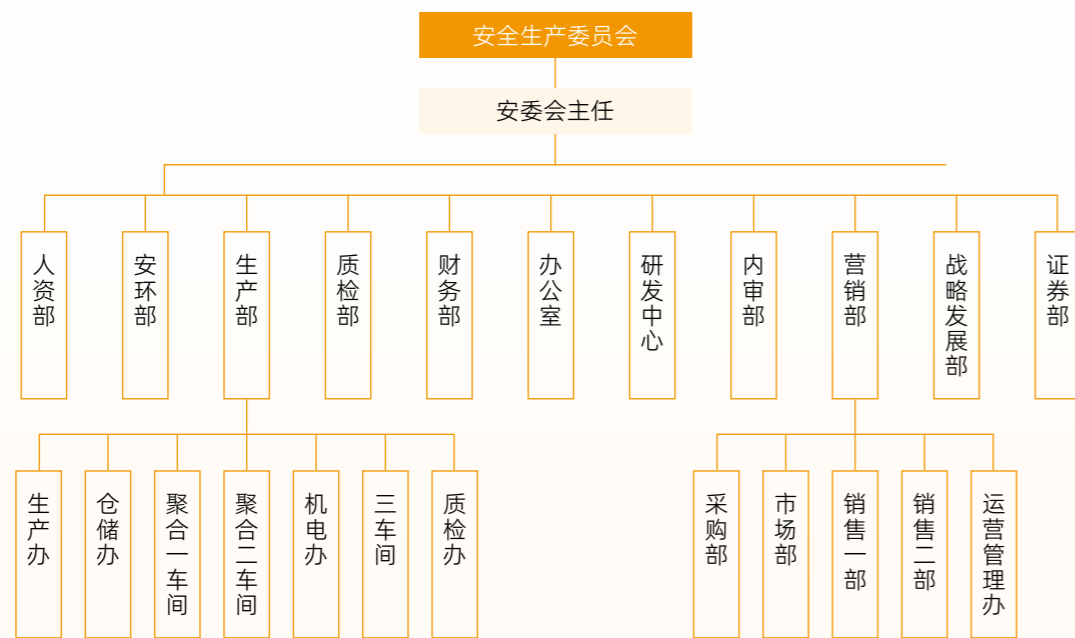 安全生产委员会
安委会主任
人资部
安环部
生产部
质检部
财务部
办公室
研发中心
内审部
营销部
战略发展部
证券部
生产办
仓储办
聚合一车间
聚合二车间
机电办
三车间
质检办
采购部
市场部
销售一部
销售二部
运营管理办